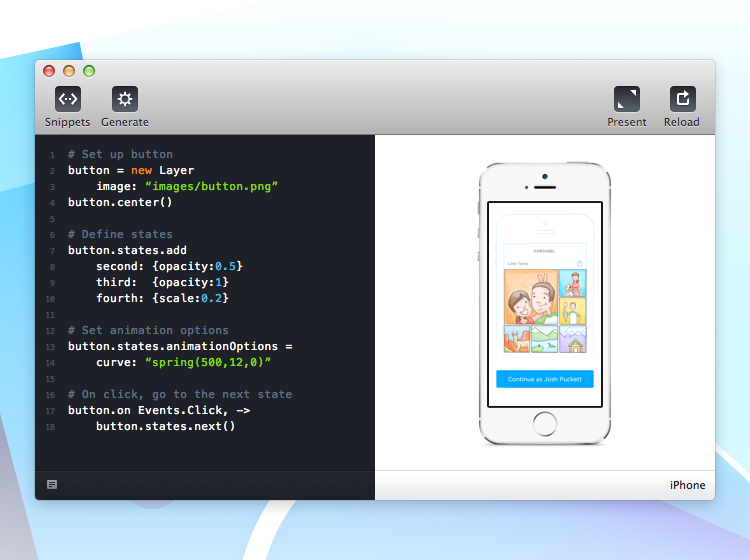 Snippets
Generate
Present
Reload
1 # Set up button
2 button = new Layer
3 image: “images/button.png”
4 button.center()
5
6 # Define states
7 button.states.add
8 second: {opacity:0.5}
9 third:  {opacity:1}
10 fourth: {scale:0.2}
11
12 # Set animation options
13 button.states.animationOptions =
14 curve: “spring(500,12,0)”
15
16 # On click, go to the next state
17 button.on Events.Click, ->
18 button.states.next()
CAROUSEL
Lake Tahoe
Continue as Josh Puckett
iPhone